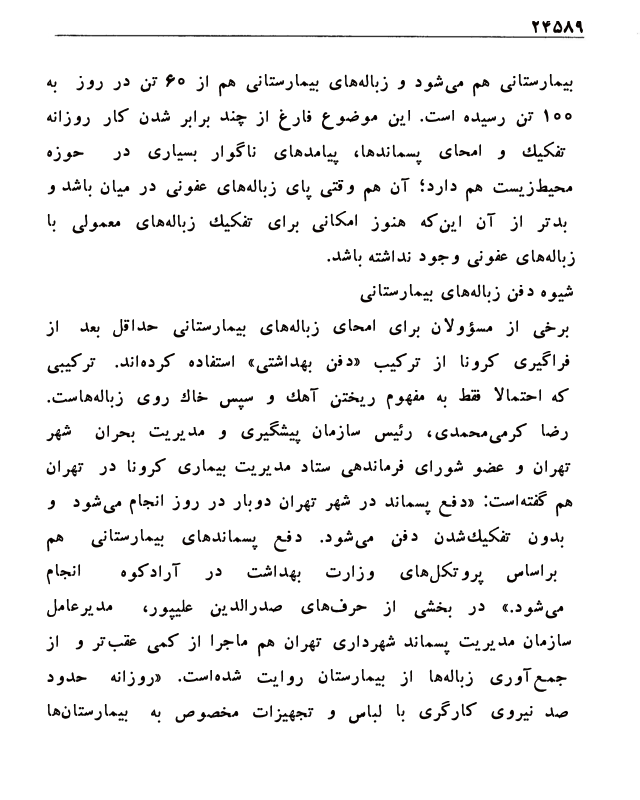 ۲۴۵۸۹
بیمارستانی هم می‌شود و زباله‌های بیمارستانی هم از ۶۰ تن در روز به
۱۰۰ تن رسیده است. این موضوع فارغ از چند برابر شدن کار روزانه
تفکیك و امحای پسماندها، پیامدهای ناگوار بسیاری در حوزه
محیط‌زیست هم دارد؛ آن هم وقتی پای زباله‌های عفونی در میان باشد و
بدتر از آن این‌که هنوز امکانی برای تفکیك زباله‌های معمولی با
زباله‌های عفونی وجود نداشته باشد.
شیوه دفن زباله‌های بیمارستانی
برخی از مسؤولان برای امحای زباله‌های بیمارستانی حداقل بعد از
فراگیری کرونا از ترکیب «دفن بهداشتی» استفاده کرده‌اند. ترکیبی
که احتمالا فقط به مفهوم ریختن آهك و سپس خاك روی زباله‌هاست.
رضا کرمی‌محمدی، رئیس سازمان پیشگیری و مدیریت بحران شهر
تهران و عضو شورای فرماندهی ستاد مدیریت بیماری کرونا در تهران
هم گفته‌است: «دفع پسماند در شهر تهران دوبار در روز انجام می‌شود و
بدون تفکیك‌شدن دفن می‌شود. دفع پسماندهای بیمارستانی هم
براساس پروتکل‌های وزارت بهداشت در آرادکوه انجام
می‌شود.» در بخشی از حرف‌های صدرالدین علیپور، مدیرعامل
سازمان مدیریت پسماند شهرداری تهران هم ماجرا از کمی عقب‌تر و از
جمع‌آوری زباله‌ها از بیمارستان روایت شده‌است. «روزانه حدود
صد نیروی کارگری با لباس و تجهیزات مخصوص به بیمارستان‌ها